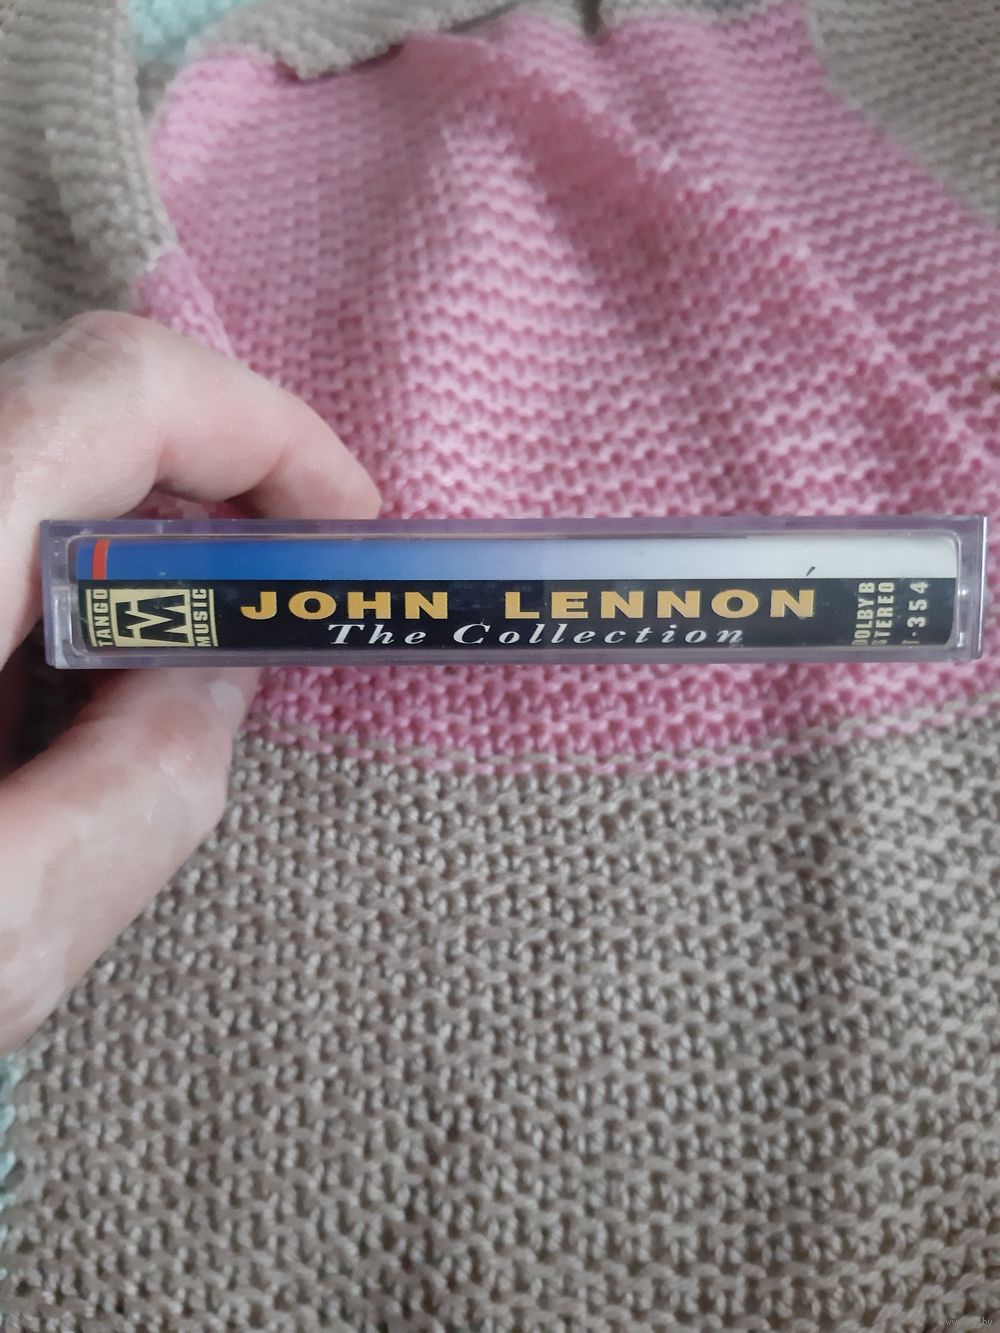 TANGO
MUSIC
JOHN LENNON
The Collection
DOLBY B
STEREO
T-354